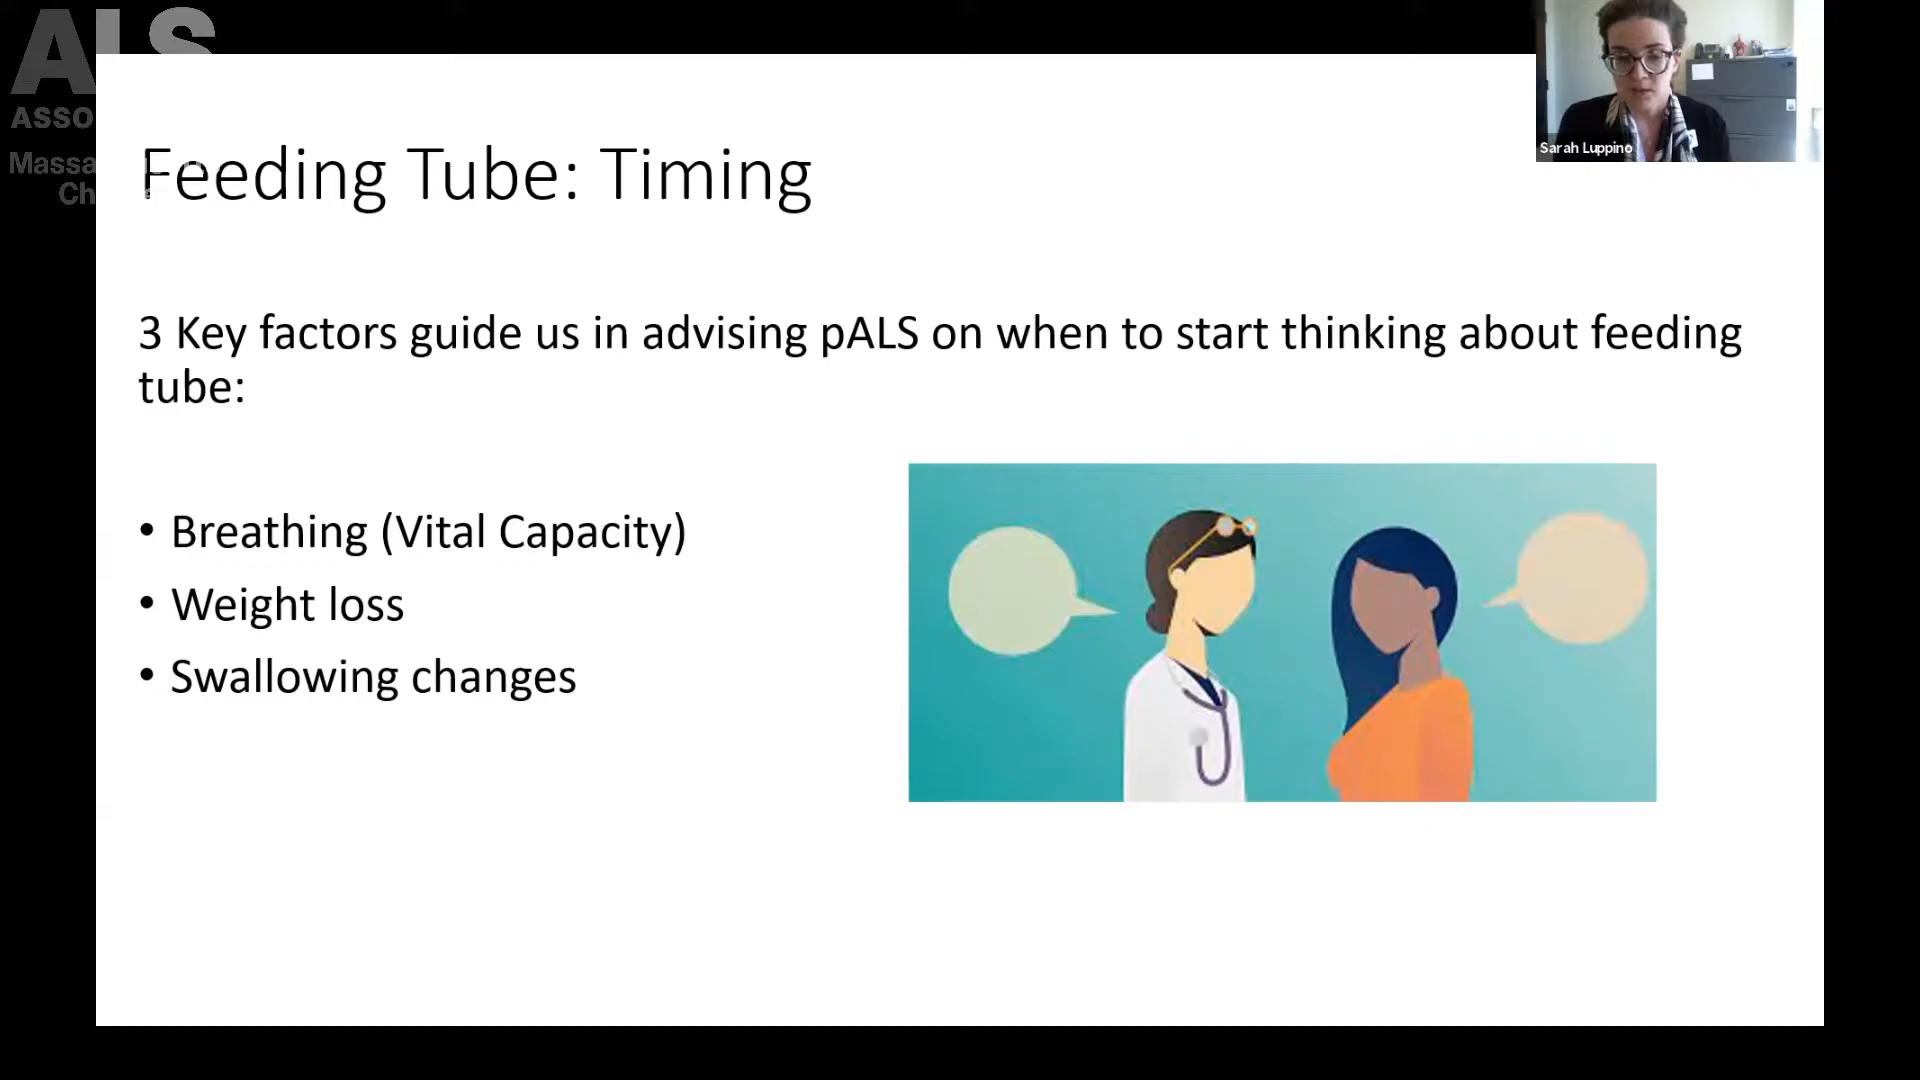 ALS
ASSO
Massa
Ch
Feeding Tube: Timing
Sarah Luppino
3 Key factors guide us in advising pALS on when to start thinking about feeding
tube:
• Breathing (Vital Capacity)
• Weight loss
• Swallowing changes